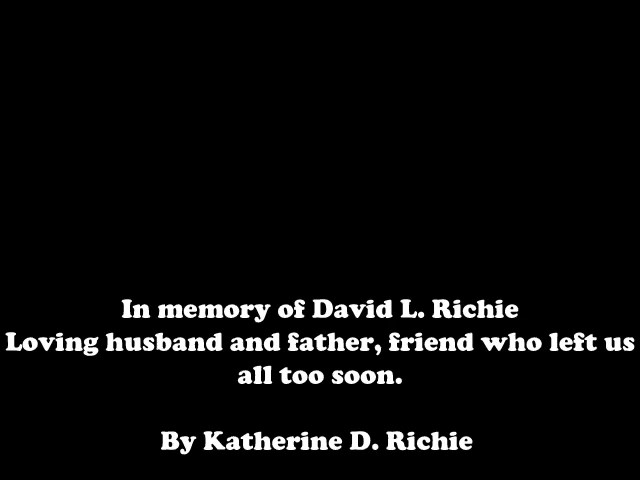 In memory of David L. Richie
Loving husband and father, friend who left us
all too soon.
By Katherine D. Richie